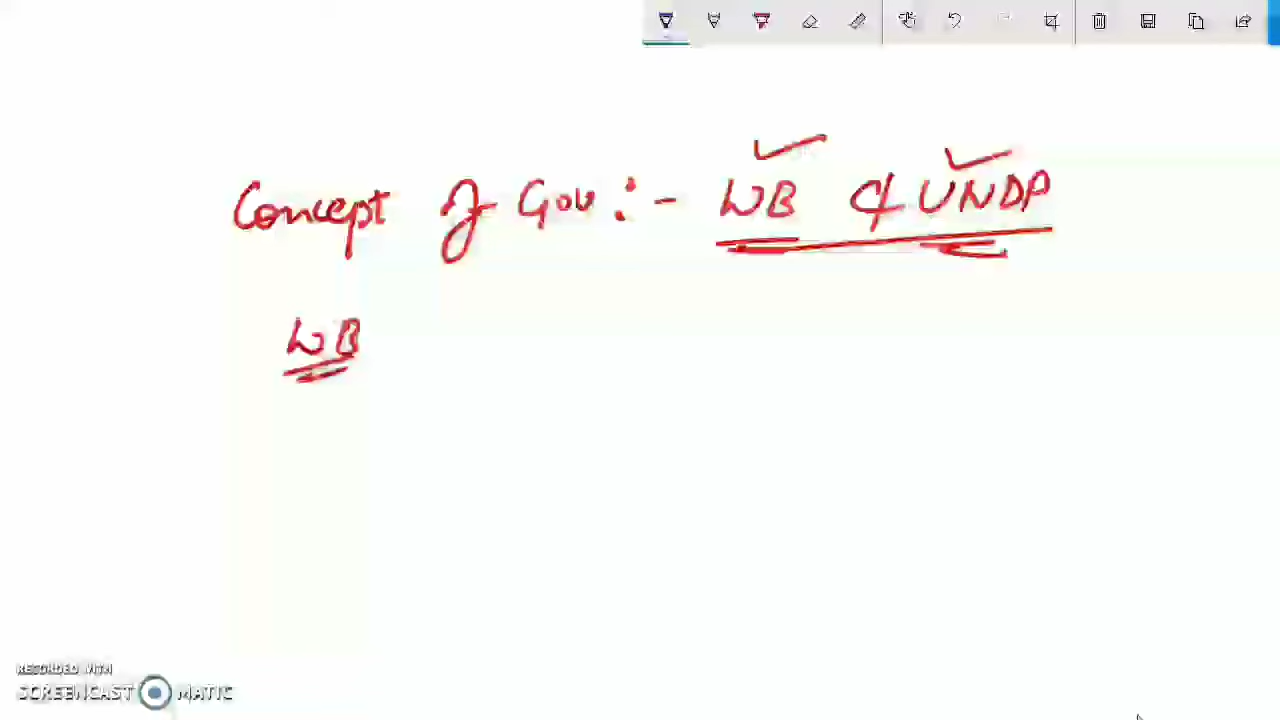 Concept of Gov :- WB & UNDP
WB
RECORDED WITH
SCREENCAST MATIC